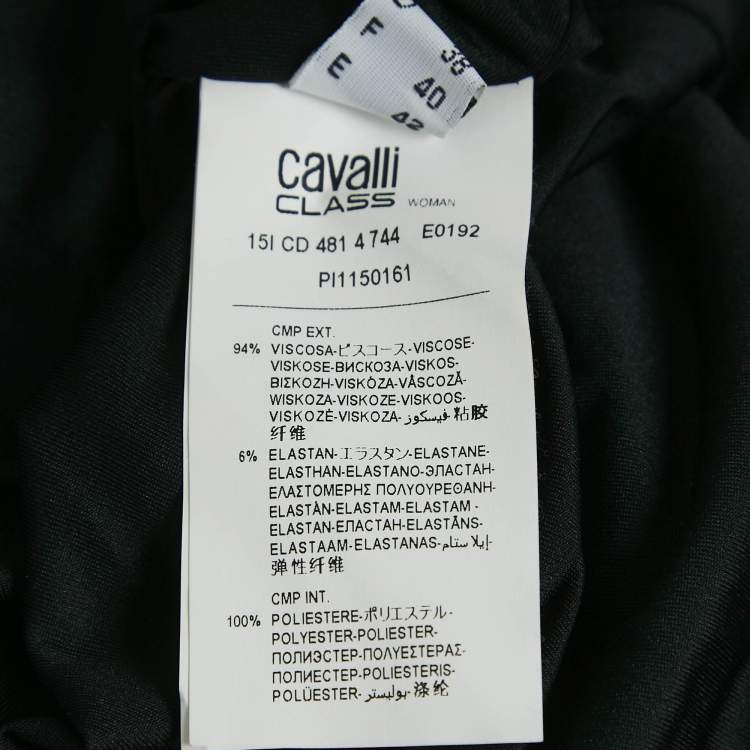 F 38
E 40
42
cavalli
CLASS WOMAN
15I CD 481 4 744 E0192
PI1150161
CMP EXT.
94% VISCOSA-ビスコース-VISCOSE-
VISKOSE-ВИСКОЗА-VISKOS-
ΒΙΣΚΟΖΗ-VISKÓZA-VÂSCOZĂ-
WISKOZA-VISKOZE-VISKOOS-
VISKOZĖ-VISKOZA-فيسكوز-粘胶
纤维
6% ELASTAN-エラスタン-ELASTANE-
ELASTHAN-ELASTANO-ЭЛАСТАН-
ΕΛΑΣΤΟΜΕΡΗΣ ΠΟΛΥΟΥΡΕΘΑΝΗ-
ELASTÀN-ELASTAM-ELASTAM -
ELASTAN-ЕЛАСТАН-ELASTĀNS-
ELASTAAM-ELASTANAS-إيلاستام-
弹性纤维
CMP INT.
100% POLIESTERE-ポリエステル-
POLYESTER-POLIESTER-
ПОЛИЭСТЕР-ΠΟΛΥΕΣΤΕΡΑΣ-
ПОЛИЕСТЕР-POLIESTERIS-
POLÜESTER-بوليستر-涤纶